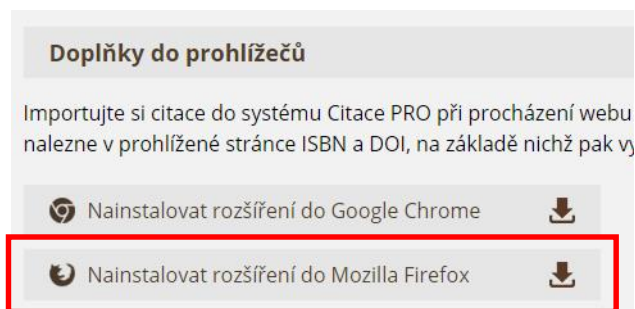 Doplňky do prohlížečů
Importujte si citace do systému Citace PRO při procházení webu
nalezne v prohlížené stránce ISBN a DOI, na základě nichž pak
Nainstalovat rozšíření do Google Chrome
Nainstalovat rozšíření do Mozilla Firefox